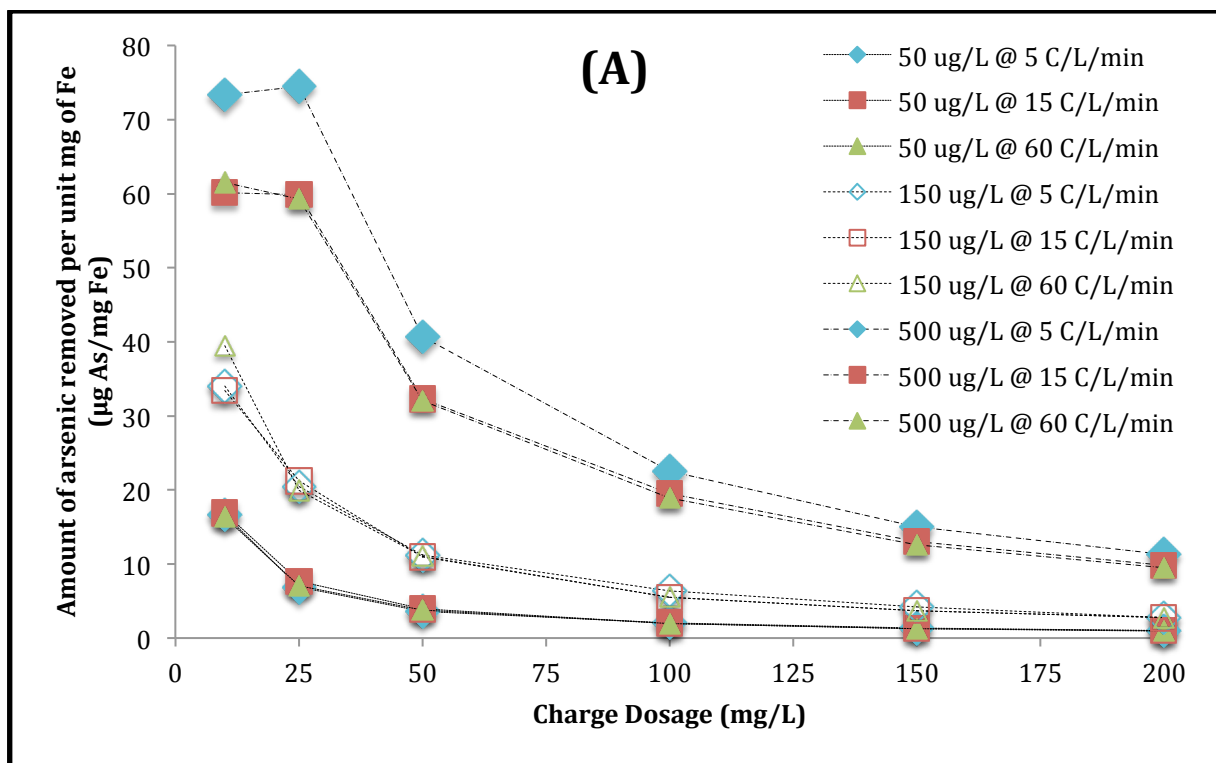 (A)
Amount of arsenic removed per unit mg of Fe
(µg As/mg Fe)
80
70
60
50
40
30
20
10
0
0
25
50
75
100
125
150
175
200
Charge Dosage (mg/L)
50 ug/L @ 5 C/L/min
50 ug/L @ 15 C/L/min
50 ug/L @ 60 C/L/min
150 ug/L @ 5 C/L/min
150 ug/L @ 15 C/L/min
150 ug/L @ 60 C/L/min
500 ug/L @ 5 C/L/min
500 ug/L @ 15 C/L/min
500 ug/L @ 60 C/L/min